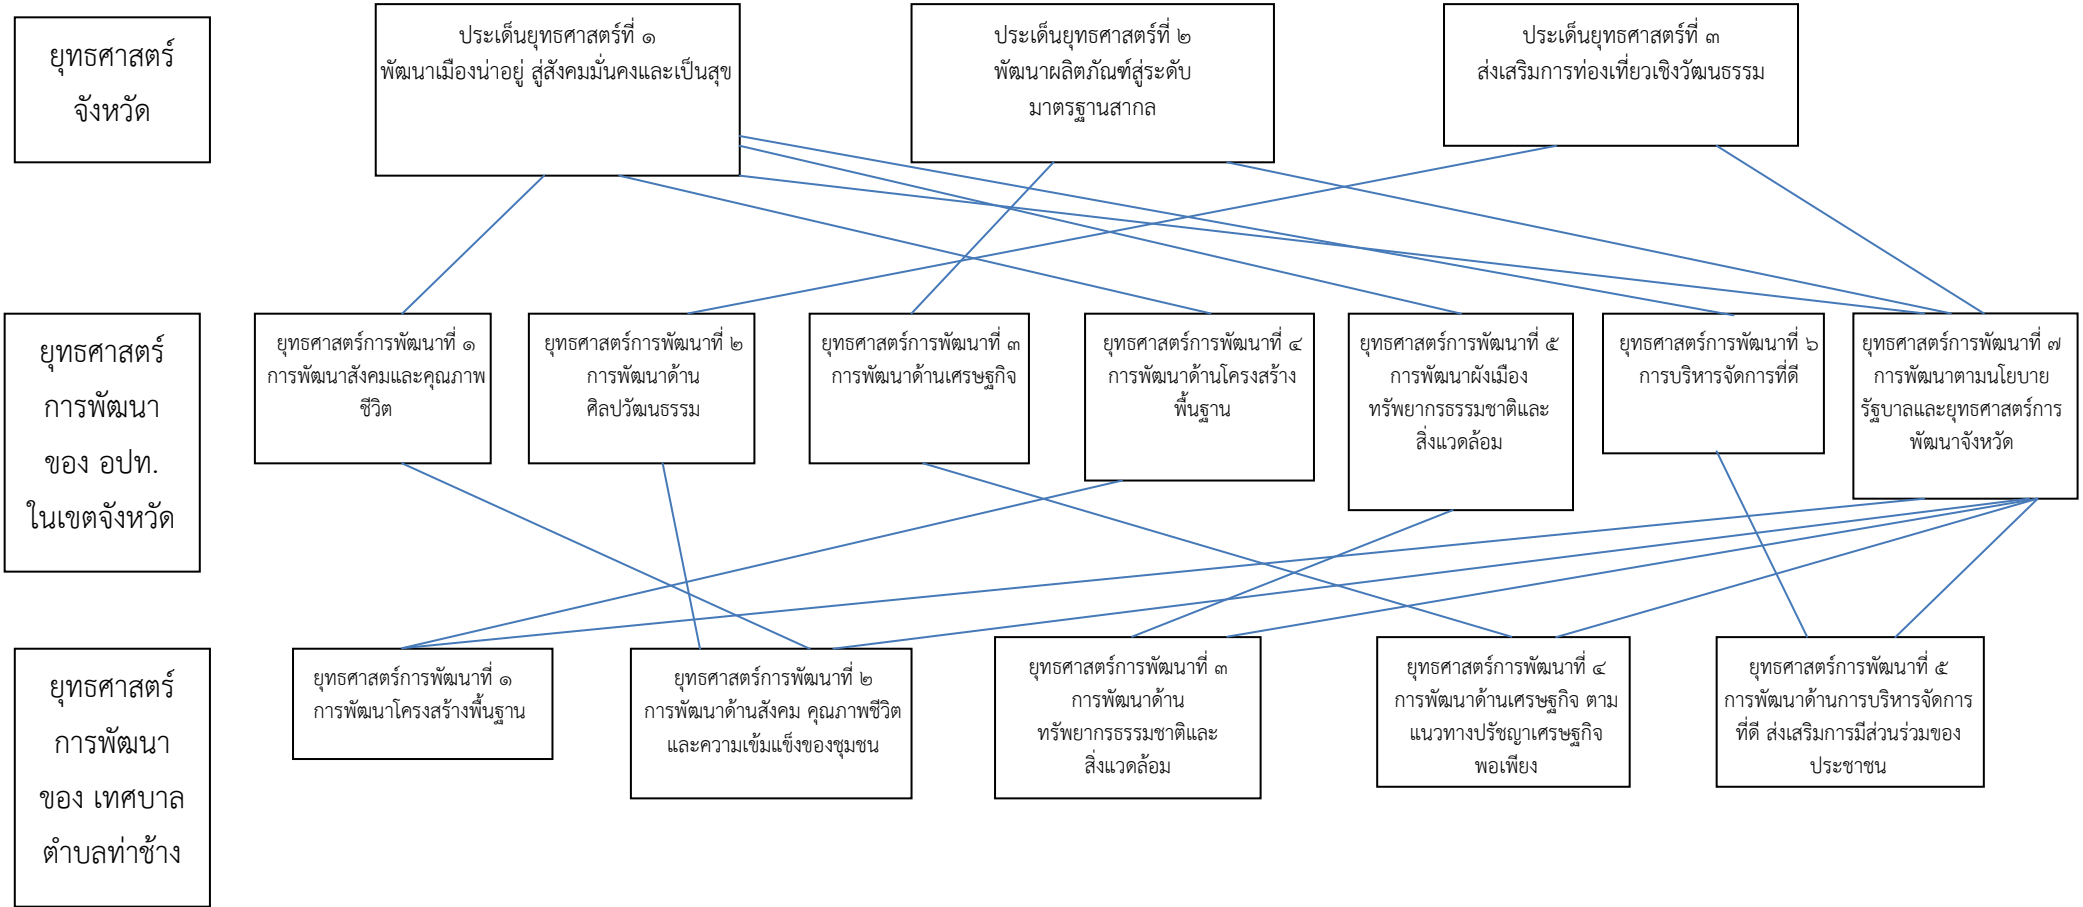 ยุทธศาสตร์
จังหวัด
ประเด็นยุทธศาสตร์ที่ ๑
พัฒนาเมืองน่าอยู่ สู่สังคมมั่นคงและเป็นสุข
ประเด็นยุทธศาสตร์ที่ ๒
พัฒนาผลิตภัณฑ์สู่ระดับ
มาตรฐานสากล
ประเด็นยุทธศาสตร์ที่ ๓
ส่งเสริมการท่องเที่ยวเชิงวัฒนธรรม
ยุทธศาสตร์
การพัฒนา
ของ อปท.
ในเขตจังหวัด
ยุทธศาสตร์การพัฒนาที่ ๑
การพัฒนาสังคมและคุณภาพ
ชีวิต
ยุทธศาสตร์การพัฒนาที่ ๒
การพัฒนาด้าน
ศิลปวัฒนธรรม
ยุทธศาสตร์การพัฒนาที่ ๓
การพัฒนาด้านเศรษฐกิจ
ยุทธศาสตร์การพัฒนาที่ ๔
การพัฒนาด้านโครงสร้าง
พื้นฐาน
ยุทธศาสตร์การพัฒนาที่ ๕
การพัฒนาผังเมือง
ทรัพยากรธรรมชาติและ
สิ่งแวดล้อม
ยุทธศาสตร์การพัฒนาที่ ๖
การบริหารจัดการที่ดี
ยุทธศาสตร์การพัฒนาที่ ๗
การพัฒนาตามนโยบาย
รัฐบาลและยุทธศาสตร์การ
พัฒนาจังหวัด
ยุทธศาสตร์
การพัฒนา
ของ เทศบาล
ตำบลท่าช้าง
ยุทธศาสตร์การพัฒนาที่ ๑
การพัฒนาโครงสร้างพื้นฐาน
ยุทธศาสตร์การพัฒนาที่ ๒
การพัฒนาด้านสังคม คุณภาพชีวิต
และความเข้มแข็งของชุมชน
ยุทธศาสตร์การพัฒนาที่ ๓
การพัฒนาด้าน
ทรัพยากรธรรมชาติและ
สิ่งแวดล้อม
ยุทธศาสตร์การพัฒนาที่ ๔
การพัฒนาด้านเศรษฐกิจ ตาม
แนวทางปรัชญาเศรษฐกิจ
พอเพียง
ยุทธศาสตร์การพัฒนาที่ ๕
การพัฒนาด้านการบริหารจัดการ
ที่ดี ส่งเสริมการมีส่วนร่วมของ
ประชาชน